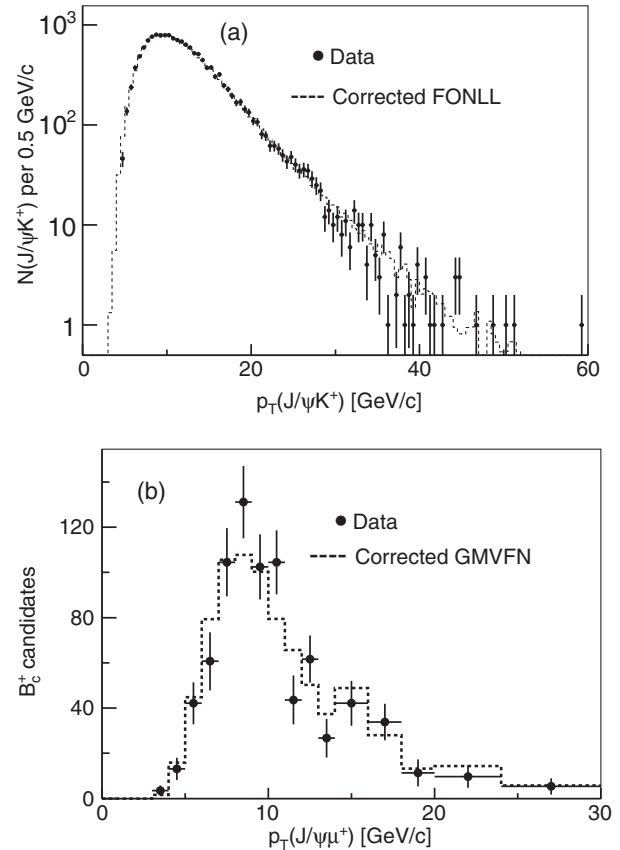 (a)
Data
Corrected FONLL
N(J/ψK⁺) per 0.5 GeV/c
10³
10²
10
1
0
20
40
60
p_T(J/ψK⁺) [GeV/c]
(b)
Data
Corrected GMVFN
B_c⁺ candidates
120
80
40
0
0
10
20
30
p_T(J/ψμ⁺) [GeV/c]